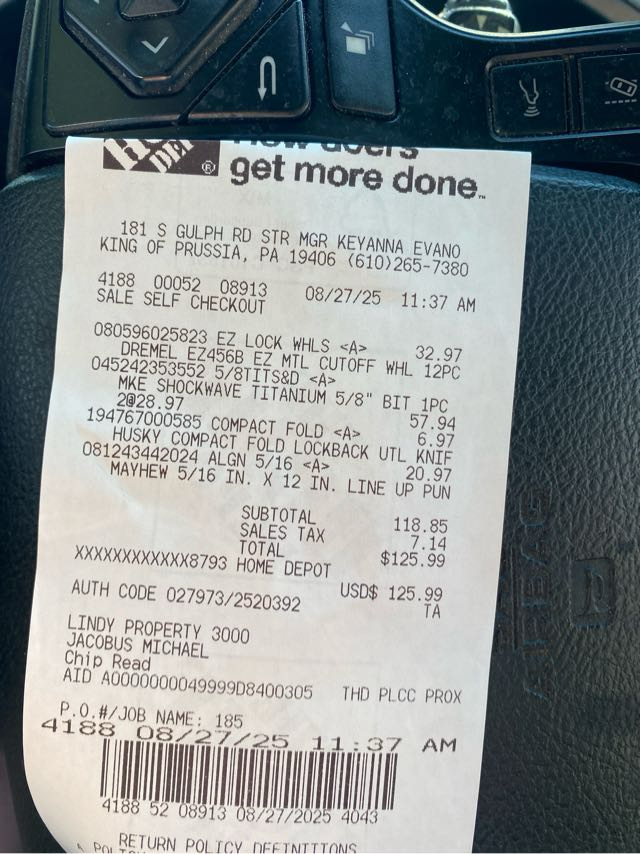 DEP
®
get more done™
181 S GULPH RD STR MGR KEYANNA EVANO
KING OF PRUSSIA, PA 19406 (610)265-7380
4188 00052 08913 08/27/25 11:37 AM
SALE SELF CHECKOUT
080596025823 EZ LOCK WHLS <A> 32.97
DREMEL EZ456B EZ MTL CUTOFF WHL 12PC
045242353552 5/8TITS&D <A>
MKE SHOCKWAVE TITANIUM 5/8" BIT 1PC
2@28.97 57.94
194767000585 COMPACT FOLD <A> 6.97
HUSKY COMPACT FOLD LOCKBACK UTL KNIF
081243442024 ALGN 5/16 <A> 20.97
MAYHEW 5/16 IN. X 12 IN. LINE UP PUN
SUBTOTAL 118.85
SALES TAX 7.14
TOTAL $125.99
XXXXXXXXXXXX8793 HOME DEPOT
USD$ 125.99
AUTH CODE 027973/2520392 TA
LINDY PROPERTY 3000
JACOBUS MICHAEL
Chip Read
AID A0000000049999D8400305 THD PLCC PROX
P.O.#/JOB NAME: 185
4188 08/27/25 11:37 AM
4188 52 08913 08/27/2025 4043
RETURN POLICY DEFINITIONS
AIRBAG